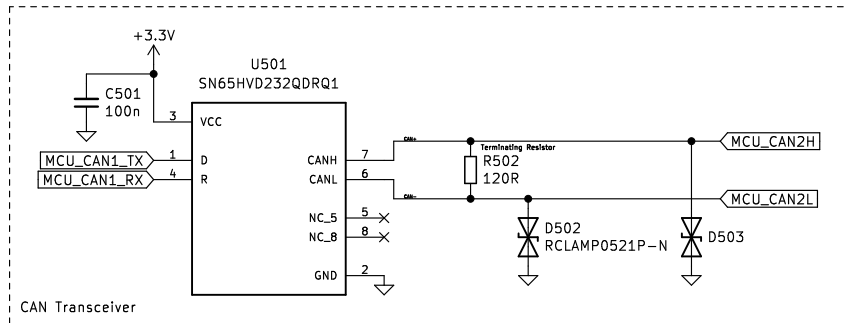 +3.3V
U501
SN65HVD232QDRQ1
C501
100n
3
VCC
MCU_CAN1_TX
1
D
MCU_CAN1_RX
4
R
CANH
7
CAN+
CANL
6
CAN-
NC_5
5
NC_8
8
GND
2
Terminating Resistor
R502
120R
MCU_CAN2H
MCU_CAN2L
D502
RCLAMP0521P-N
D503
CAN Transceiver